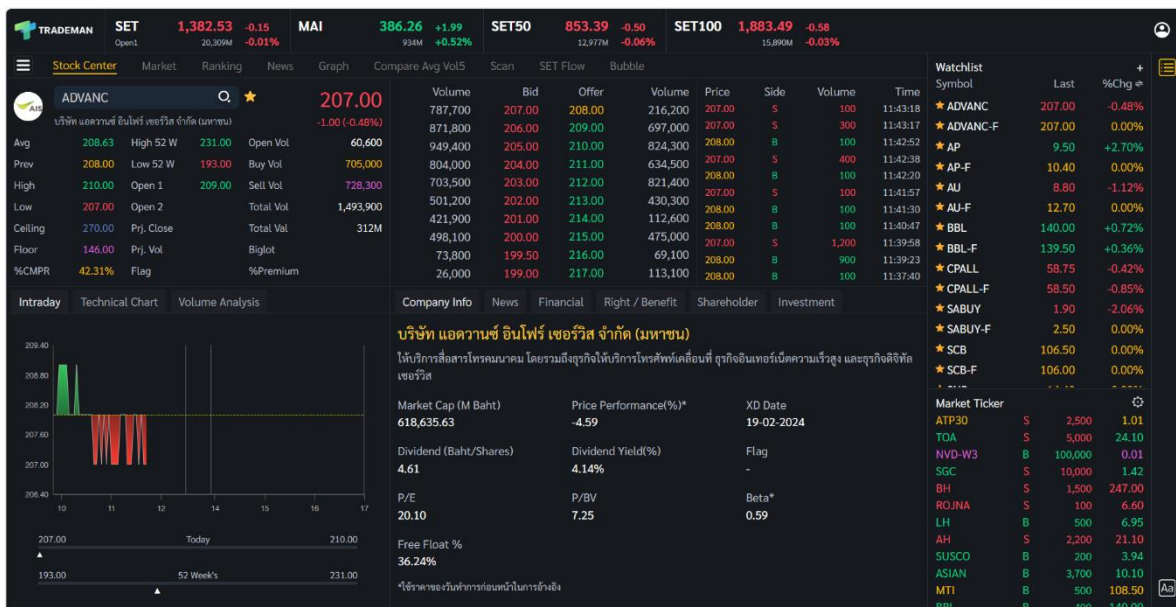 TRADEMAN
SET 1,382.53 -0.15
Open1 20,309M -0.01%
MAI 386.26 +1.99
934M +0.52%
SET50 853.39 -0.50
12,977M -0.06%
SET100 1,883.49 -0.58
15,890M -0.03%
Stock Center Market Ranking News Graph Compare Avg Vol5 Scan SET Flow Bubble
AIS
ADVANC 207.00
บริษัท แอดวานซ์ อินโฟร์ เซอร์วิส จำกัด (มหาชน) -1.00 (-0.48%)
Avg 208.63 High 52 W 231.00 Open Vol 60,600
Prev 208.00 Low 52 W 193.00 Buy Vol 705,000
High 210.00 Open 1 209.00 Sell Vol 728,300
Low 207.00 Open 2 Total Vol 1,493,900
Ceiling 270.00 Prj. Close Total Val 312M
Floor 146.00 Prj. Vol Biglot
%CMPR 42.31% Flag %Premium
Volume Bid Offer Volume
787,700 207.00 208.00 216,200
871,800 206.00 209.00 697,000
949,400 205.00 210.00 824,300
804,000 204.00 211.00 634,500
703,500 203.00 212.00 821,400
501,200 202.00 213.00 430,300
421,900 201.00 214.00 112,600
498,100 200.00 215.00 475,000
73,800 199.50 216.00 69,100
26,000 199.00 217.00 113,100
Price Side Volume Time
207.00 S 100 11:43:18
207.00 S 300 11:43:17
208.00 B 100 11:42:52
207.00 S 400 11:42:38
208.00 B 100 11:42:20
207.00 S 100 11:41:57
208.00 B 100 11:41:30
208.00 B 100 11:40:47
207.00 S 1,200 11:39:58
208.00 B 900 11:39:23
208.00 B 100 11:37:40
Intraday Technical Chart Volume Analysis
209.40
208.80
208.20
207.60
207.00
206.40
10 11 12 14 15 16 17
207.00 Today 210.00
193.00 52 Week's 231.00
Company Info News Financial Right / Benefit Shareholder Investment
บริษัท แอดวานซ์ อินโฟร์ เซอร์วิส จำกัด (มหาชน)
ให้บริการสื่อสารโทรคมนาคม โดยรวมถึงธุรกิจให้บริการโทรศัพท์เคลื่อนที่ ธุรกิจอินเทอร์เน็ตความเร็วสูง และธุรกิจดิจิทัล
เซอร์วิส
Market Cap (M Baht) Price Performance(%)* XD Date
618,635.63 -4.59 19-02-2024
Dividend (Baht/Shares) Dividend Yield(%) Flag
4.61 4.14% -
P/E P/BV Beta*
20.10 7.25 0.59
Free Float %
36.24%
*ใช้ราคาของวันทำการก่อนหน้าในการอ้างอิง
Watchlist +
Symbol Last %Chg
ADVANC 207.00 -0.48%
ADVANC-F 207.00 0.00%
AP 9.50 +2.70%
AP-F 10.40 0.00%
AU 8.80 -1.12%
AU-F 12.70 0.00%
BBL 140.00 +0.72%
BBL-F 139.50 +0.36%
CPALL 58.75 -0.42%
CPALL-F 58.50 -0.85%
SABUY 1.90 -2.06%
SABUY-F 2.50 0.00%
SCB 106.50 0.00%
SCB-F 106.00 0.00%
Market Ticker
ATP30 S 2,500 1.01
TOA S 5,000 24.10
NVD-W3 B 100,000 0.01
SGC S 10,000 1.42
BH S 1,500 247.00
ROJNA S 100 6.60
LH B 500 6.95
AH S 2,200 21.10
SUSCO B 200 3.94
ASIAN B 3,700 10.10
MTI B 500 108.50
BBL B 400 140.00
Aa